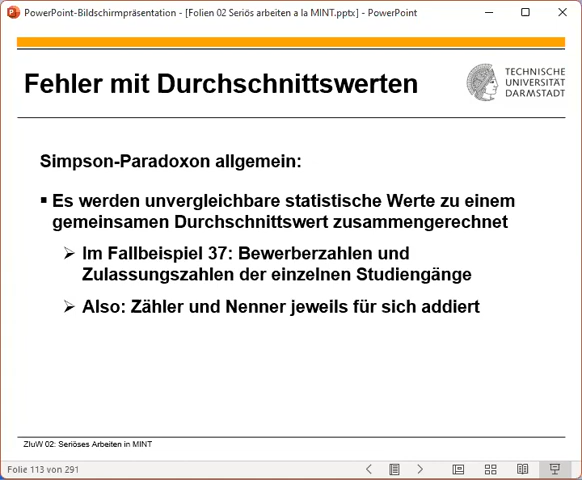 PowerPoint-Bildschirmpräsentation - [Folien 02 Seriös arbeiten a la MINT.pptx] - PowerPoint
Fehler mit Durchschnittswerten
TECHNISCHE
UNIVERSITÄT
DARMSTADT
Simpson-Paradoxon allgemein:
▪ Es werden unvergleichbare statistische Werte zu einem
gemeinsamen Durchschnittswert zusammengerechnet
➢ Im Fallbeispiel 37: Bewerberzahlen und
Zulassungszahlen der einzelnen Studiengänge
➢ Also: Zähler und Nenner jeweils für sich addiert
ZIuW 02: Seriöses Arbeiten in MINT
Folie 113 von 291